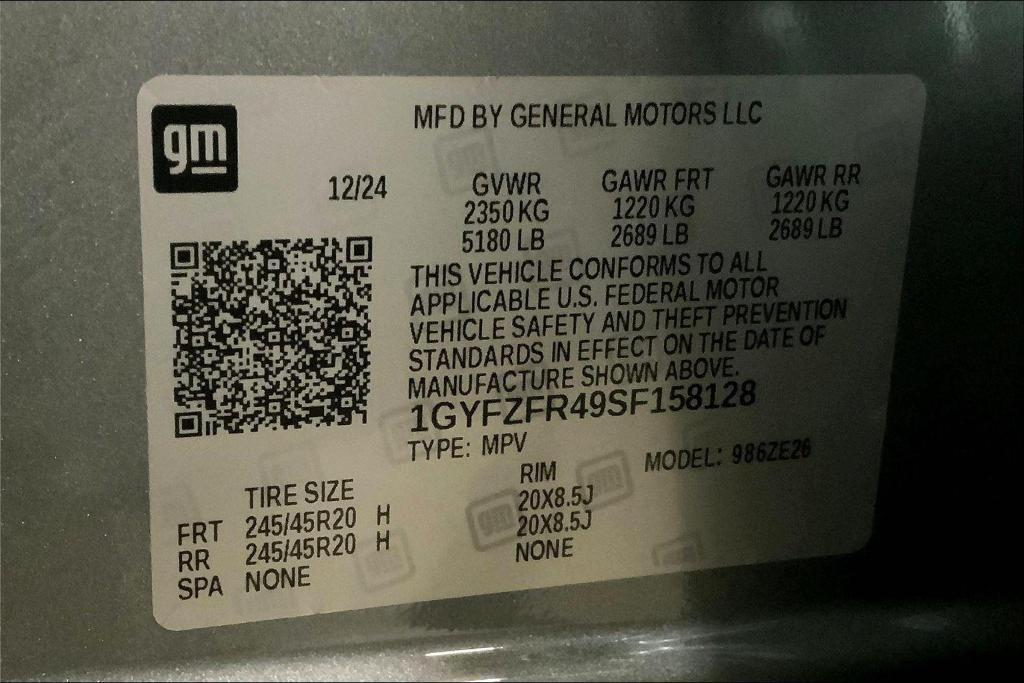 gm
MFD BY GENERAL MOTORS LLC
12/24 GVWR GAWR FRT GAWR RR
2350 KG 1220 KG 1220 KG
5180 LB 2689 LB 2689 LB
THIS VEHICLE CONFORMS TO ALL
APPLICABLE U.S. FEDERAL MOTOR
VEHICLE SAFETY AND THEFT PREVENTION
STANDARDS IN EFFECT ON THE DATE OF
MANUFACTURE SHOWN ABOVE.
1GYFZFR49SF158128
TYPE: MPV MODEL: 986ZE26
TIRE SIZE RIM
FRT 245/45R20 H 20X8.5J
RR 245/45R20 H 20X8.5J
SPA NONE NONE